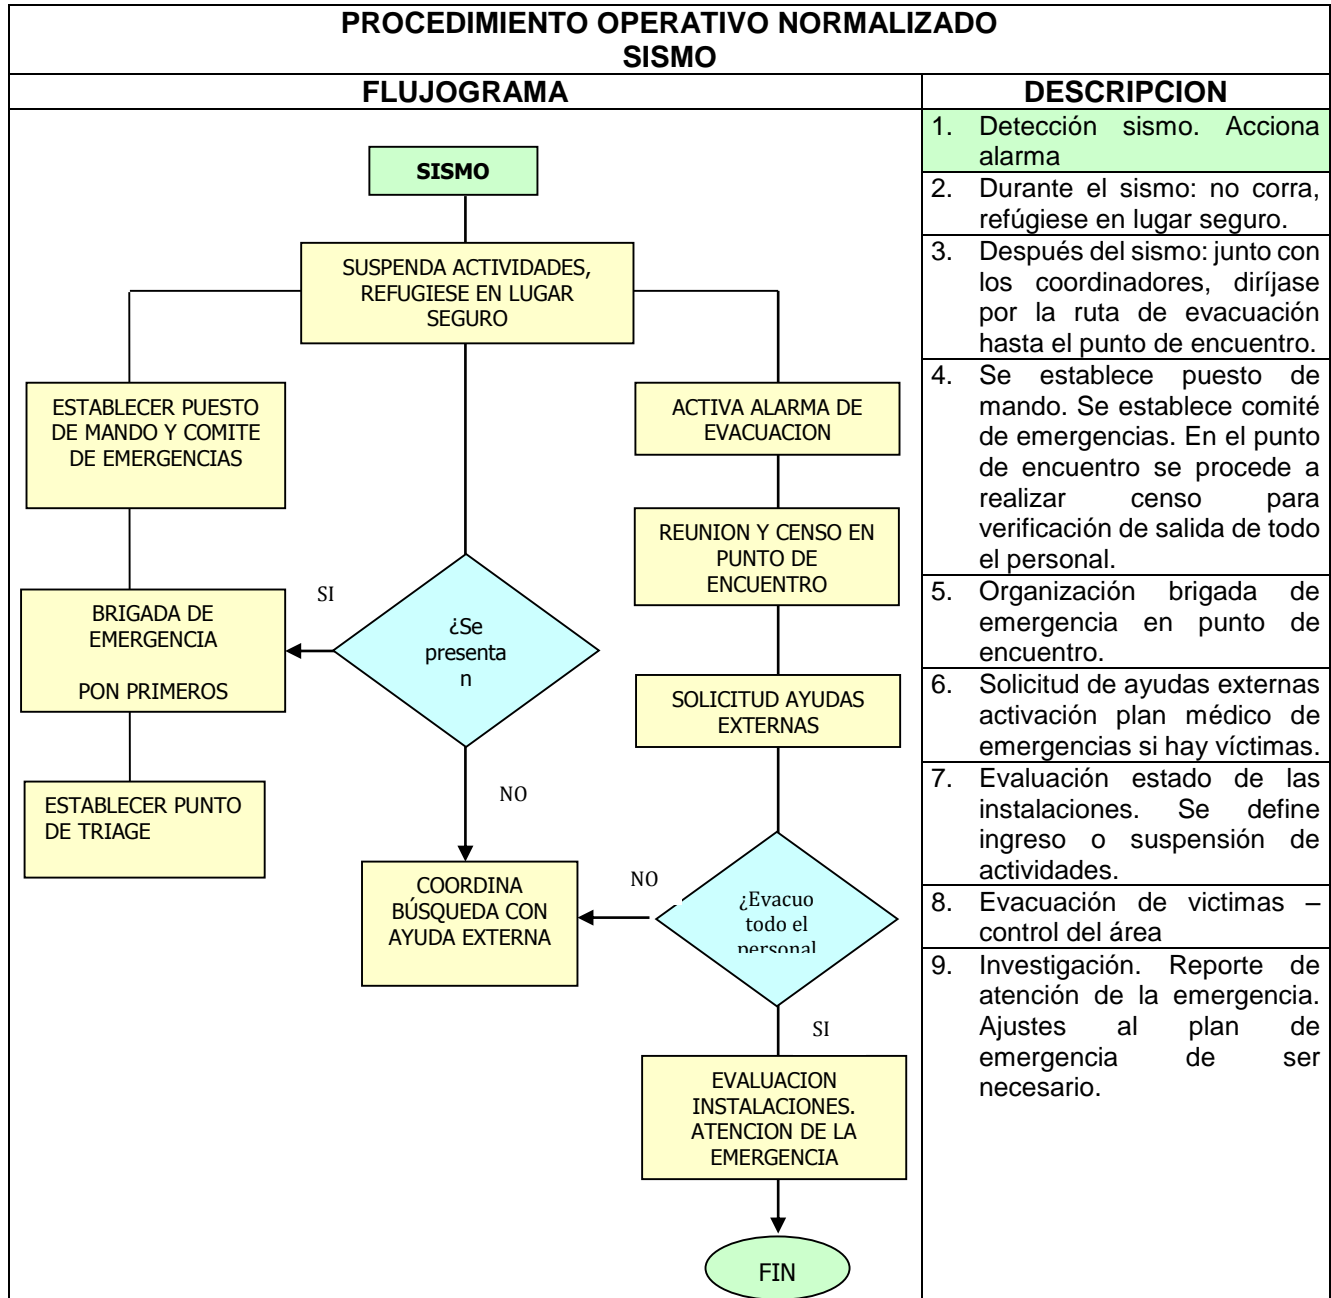 PROCEDIMIENTO OPERATIVO NORMALIZADO
SISMO
FLUJOGRAMA
SISMO
SUSPENDA ACTIVIDADES,
REFUGIESE EN LUGAR
SEGURO
ESTABLECER PUESTO
DE MANDO Y COMITE
DE EMERGENCIAS
ACTIVA ALARMA DE
EVACUACION
REUNION Y CENSO EN
PUNTO DE
ENCUENTRO
SI
BRIGADA DE
EMERGENCIA
PON PRIMEROS
¿Se
presenta
n
SOLICITUD AYUDAS
EXTERNAS
ESTABLECER PUNTO
DE TRIAGE
NO
COORDINA
BÚSQUEDA CON
AYUDA EXTERNA
NO
¿Evacuo
todo el
personal
SI
EVALUACION
INSTALACIONES.
ATENCION DE LA
EMERGENCIA
FIN
DESCRIPCION
1. Detección sismo. Acciona
alarma
2. Durante el sismo: no corra,
refúgiese en lugar seguro.
3. Después del sismo: junto con
los coordinadores, diríjase
por la ruta de evacuación
hasta el punto de encuentro.
4. Se establece puesto de
mando. Se establece comité
de emergencias. En el punto
de encuentro se procede a
realizar censo para
verificación de salida de todo
el personal.
5. Organización brigada de
emergencia en punto de
encuentro.
6. Solicitud de ayudas externas
activación plan médico de
emergencias si hay víctimas.
7. Evaluación estado de las
instalaciones. Se define
ingreso o suspensión de
actividades.
8. Evacuación de victimas –
control del área
9. Investigación. Reporte de
atención de la emergencia.
Ajustes al plan de
emergencia de ser
necesario.